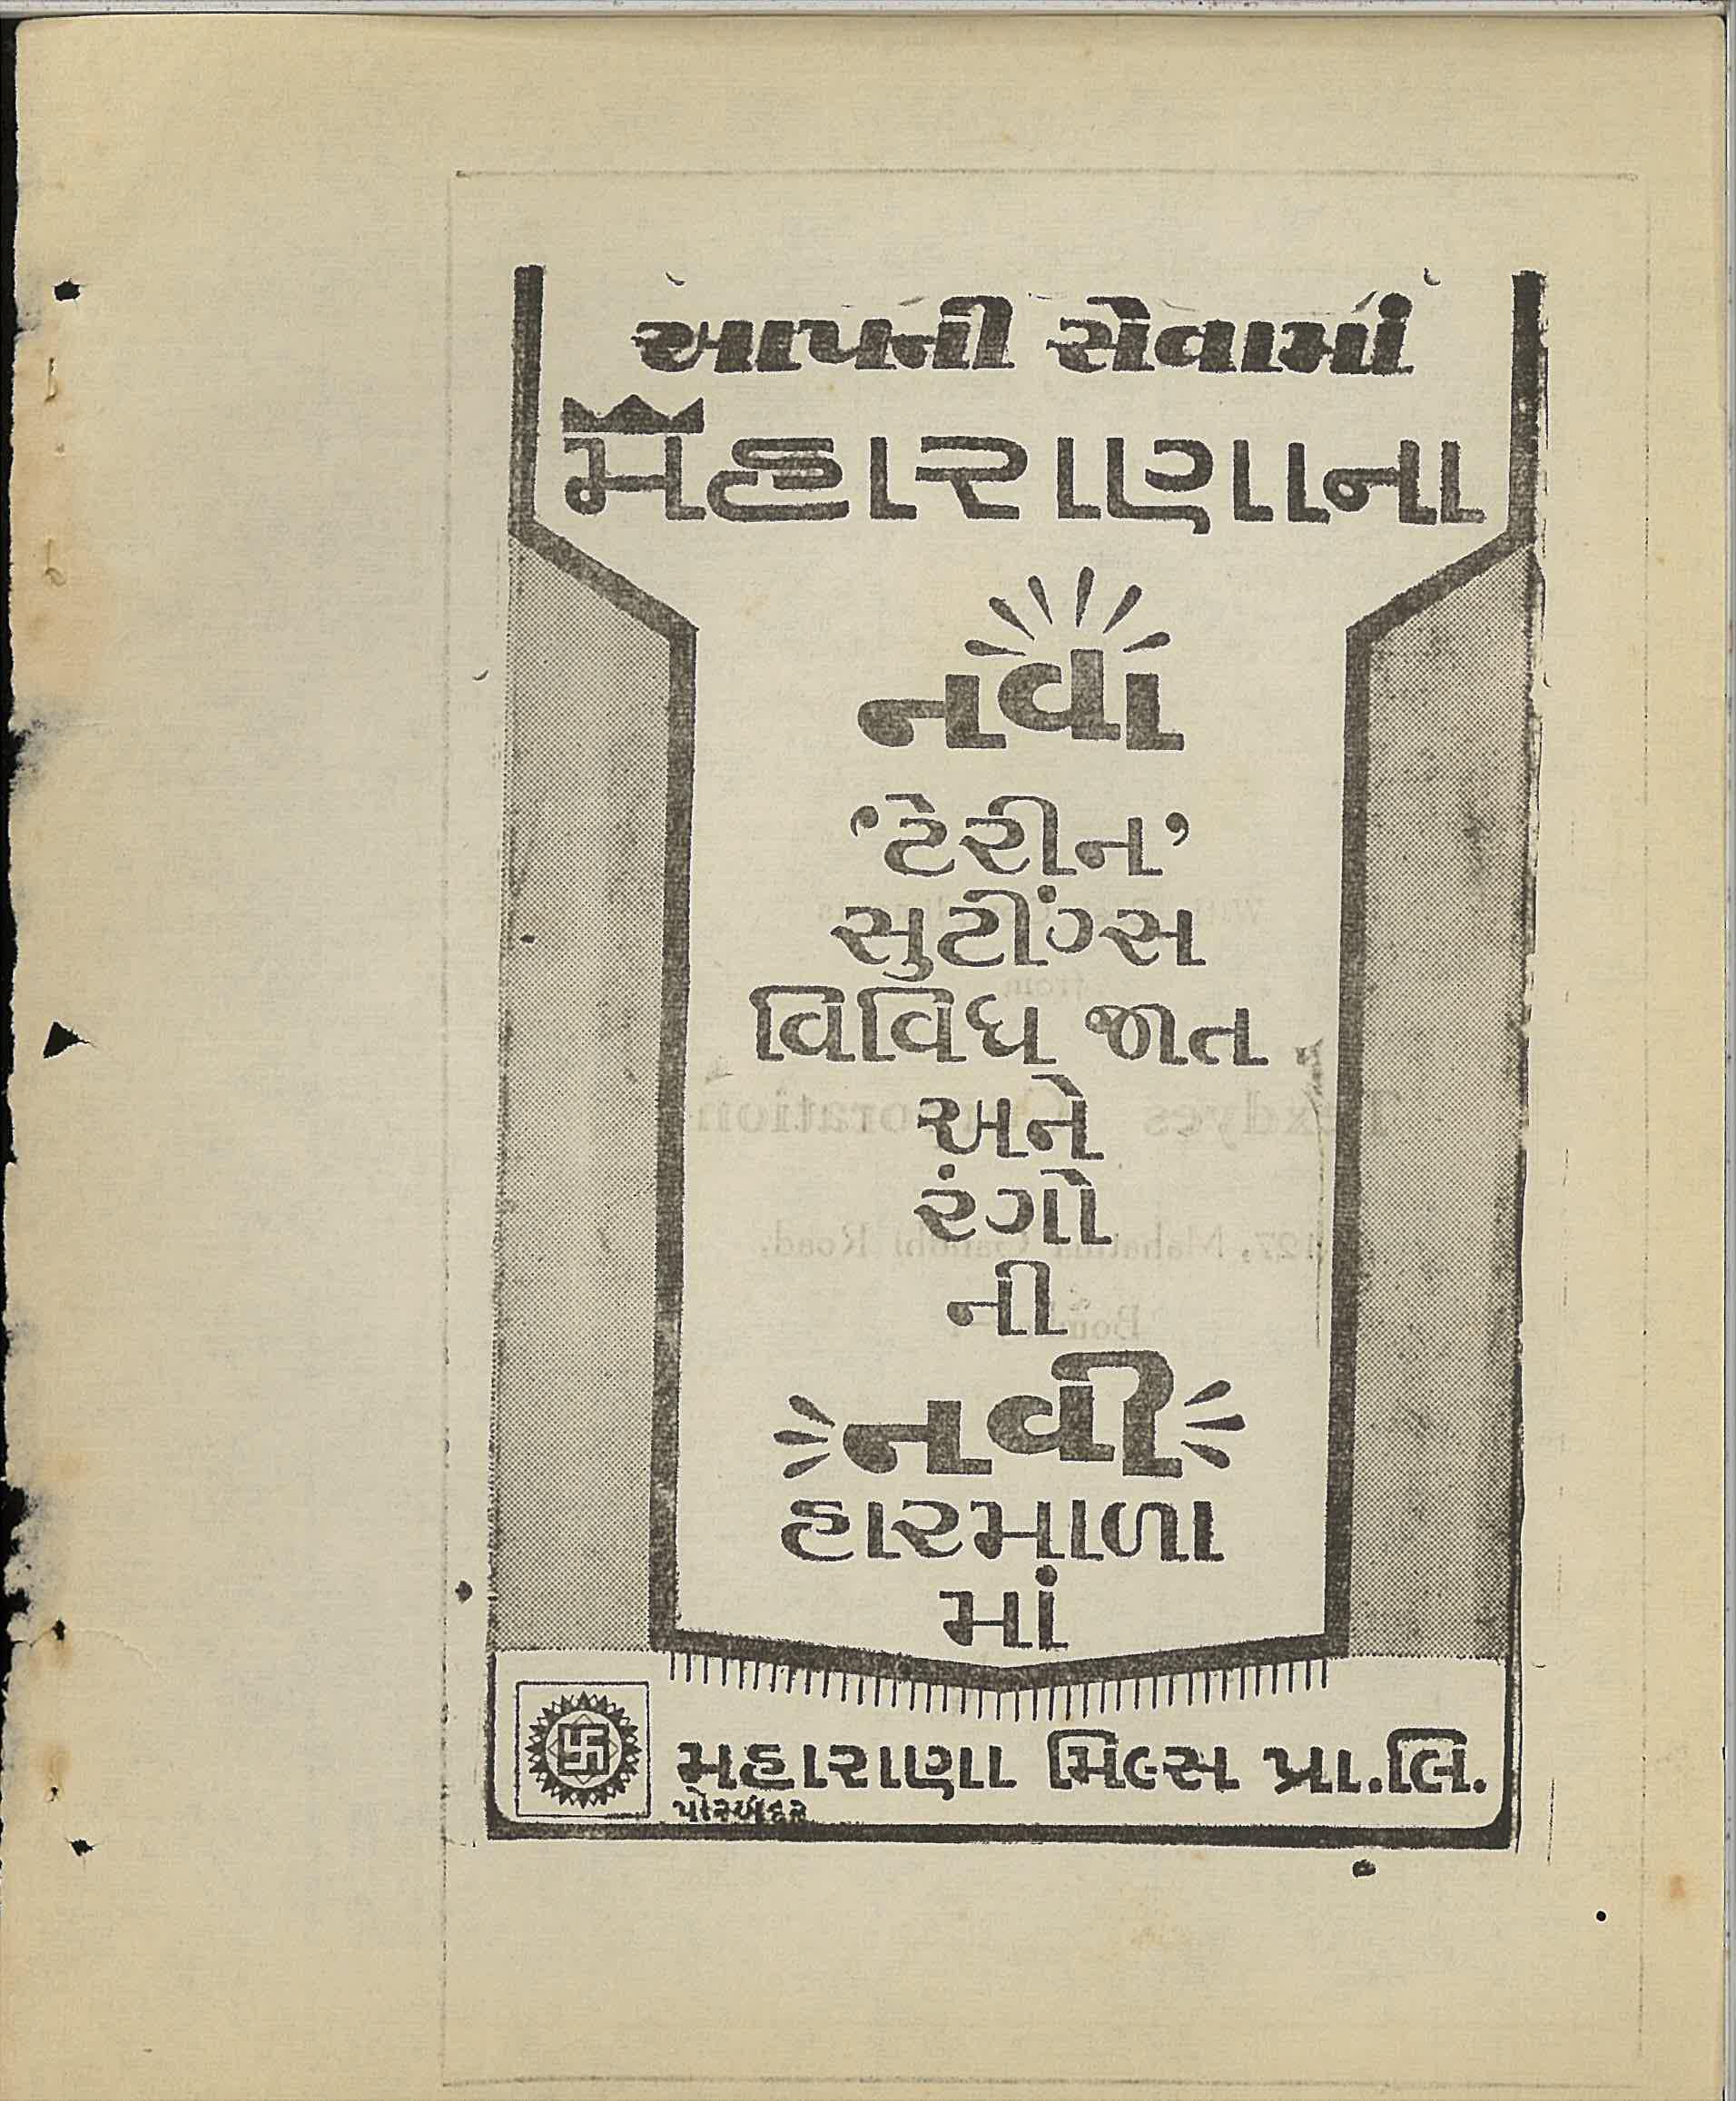 આપની સેવામાં
મહારાણાના
નવા
‘ટેરીન’
સુટીંગ્સ
વિવિધ જાત
અને
રંગો
ની
નવી
હારમાળા
માં
મહારાણા મિલ્સ પ્રા.લિ.
પોરબંદર